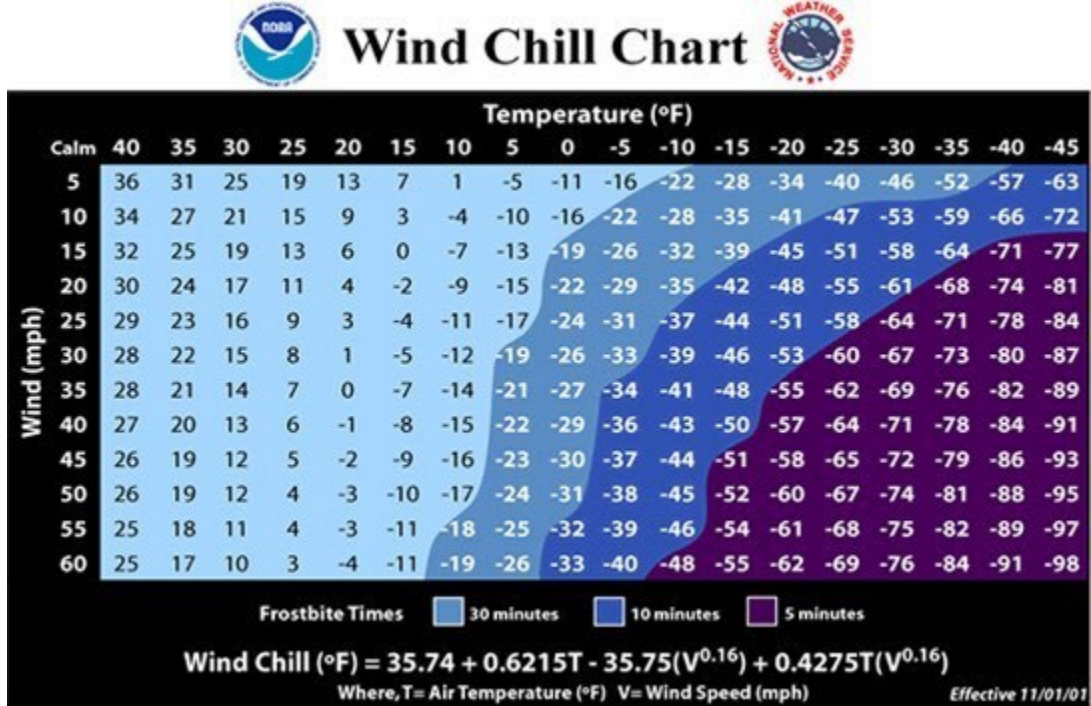 NOAA
Wind Chill Chart
NATIONAL WEATHER SERVICE
Temperature (ºF)
Calm 40 35 30 25 20 15 10 5 0 -5 -10 -15 -20 -25 -30 -35 -40 -45
5 36 31 25 19 13 7 1 -5 -11 -16 -22 -28 -34 -40 -46 -52 -57 -63
10 34 27 21 15 9 3 -4 -10 -16 -22 -28 -35 -41 -47 -53 -59 -66 -72
15 32 25 19 13 6 0 -7 -13 -19 -26 -32 -39 -45 -51 -58 -64 -71 -77
20 30 24 17 11 4 -2 -9 -15 -22 -29 -35 -42 -48 -55 -61 -68 -74 -81
25 29 23 16 9 3 -4 -11 -17 -24 -31 -37 -44 -51 -58 -64 -71 -78 -84
30 28 22 15 8 1 -5 -12 -19 -26 -33 -39 -46 -53 -60 -67 -73 -80 -87
35 28 21 14 7 0 -7 -14 -21 -27 -34 -41 -48 -55 -62 -69 -76 -82 -89
40 27 20 13 6 -1 -8 -15 -22 -29 -36 -43 -50 -57 -64 -71 -78 -84 -91
45 26 19 12 5 -2 -9 -16 -23 -30 -37 -44 -51 -58 -65 -72 -79 -86 -93
50 26 19 12 4 -3 -10 -17 -24 -31 -38 -45 -52 -60 -67 -74 -81 -88 -95
55 25 18 11 4 -3 -11 -18 -25 -32 -39 -46 -54 -61 -68 -75 -82 -89 -97
60 25 17 10 3 -4 -11 -19 -26 -33 -40 -48 -55 -62 -69 -76 -84 -91 -98
Wind (mph)
Frostbite Times 30 minutes 10 minutes 5 minutes
Wind Chill (ºF) = 35.74 + 0.6215T - 35.75(V^0.16) + 0.4275T(V^0.16)
Where, T= Air Temperature (ºF) V= Wind Speed (mph)
Effective 11/01/01